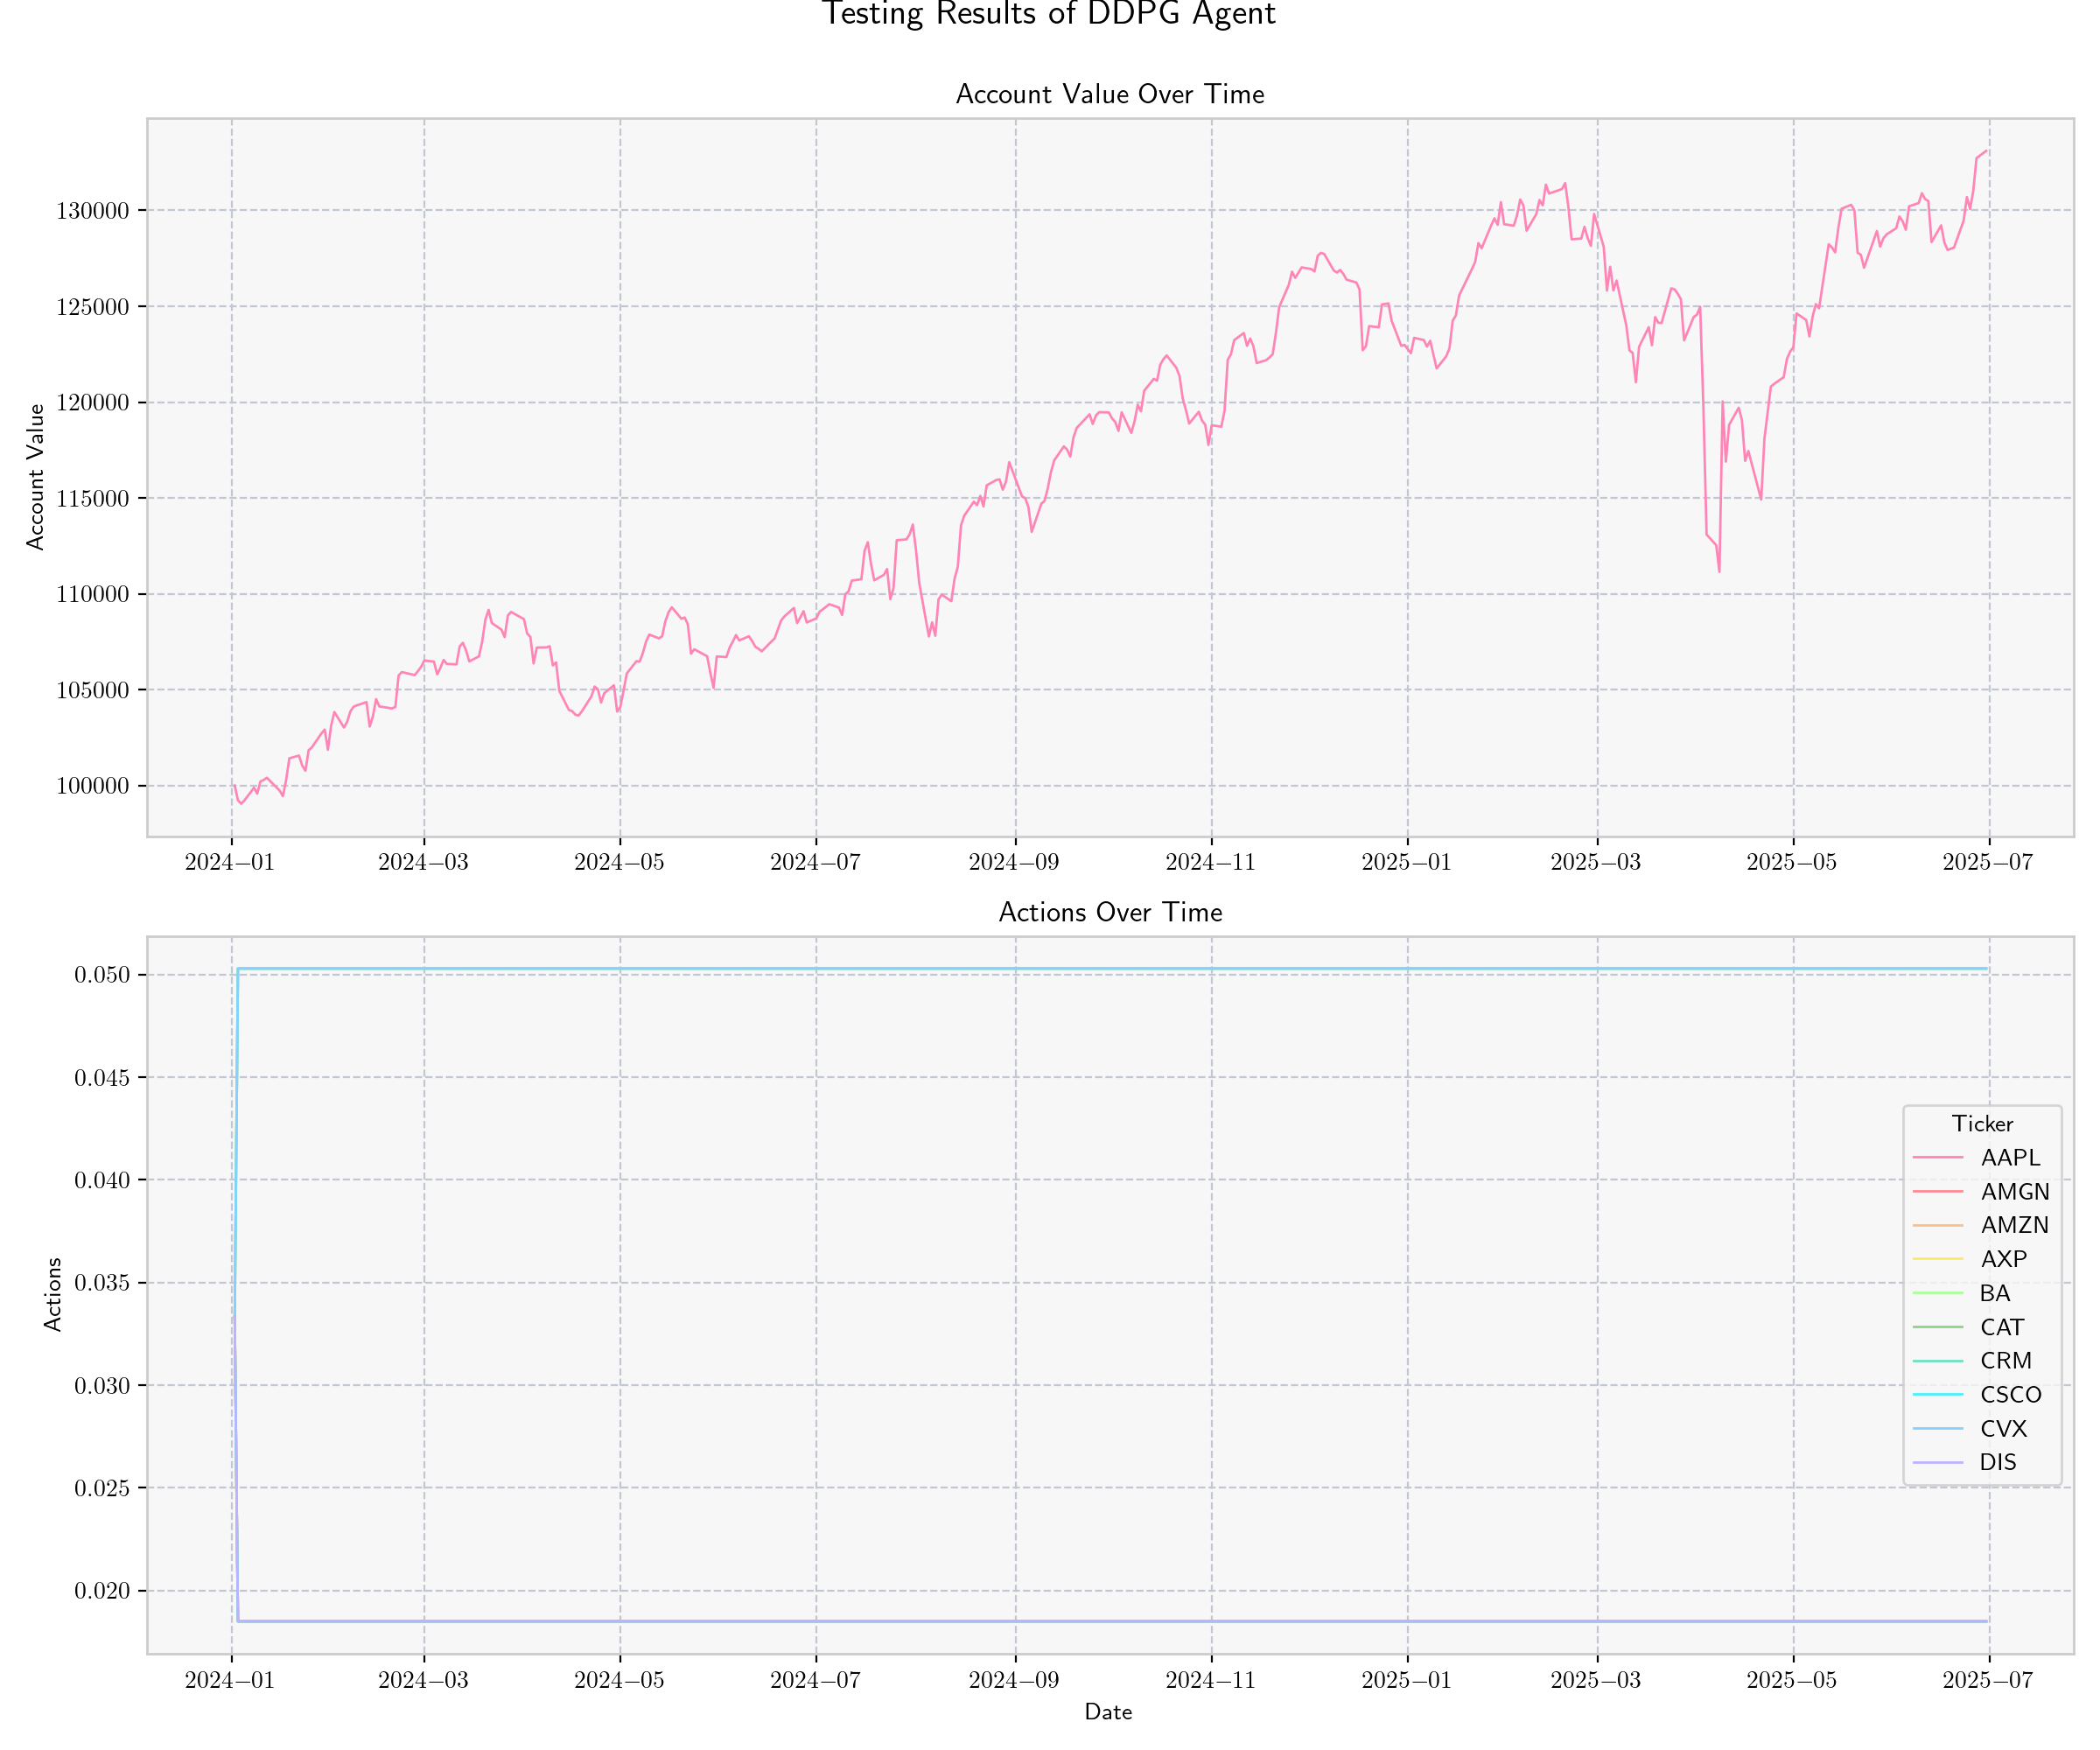 Testing Results of DDPG Agent
Account Value Over Time
Account Value
130000
125000
120000
115000
110000
105000
100000
2024−01
2024−03
2024−05
2024−07
2024−09
2024−11
2025−01
2025−03
2025−05
2025−07
Actions Over Time
Actions
0.050
0.045
0.040
0.035
0.030
0.025
0.020
Ticker
AAPL
AMGN
AMZN
AXP
BA
CAT
CRM
CSCO
CVX
DIS
2024−01
2024−03
2024−05
2024−07
2024−09
2024−11
2025−01
2025−03
2025−05
2025−07
Date